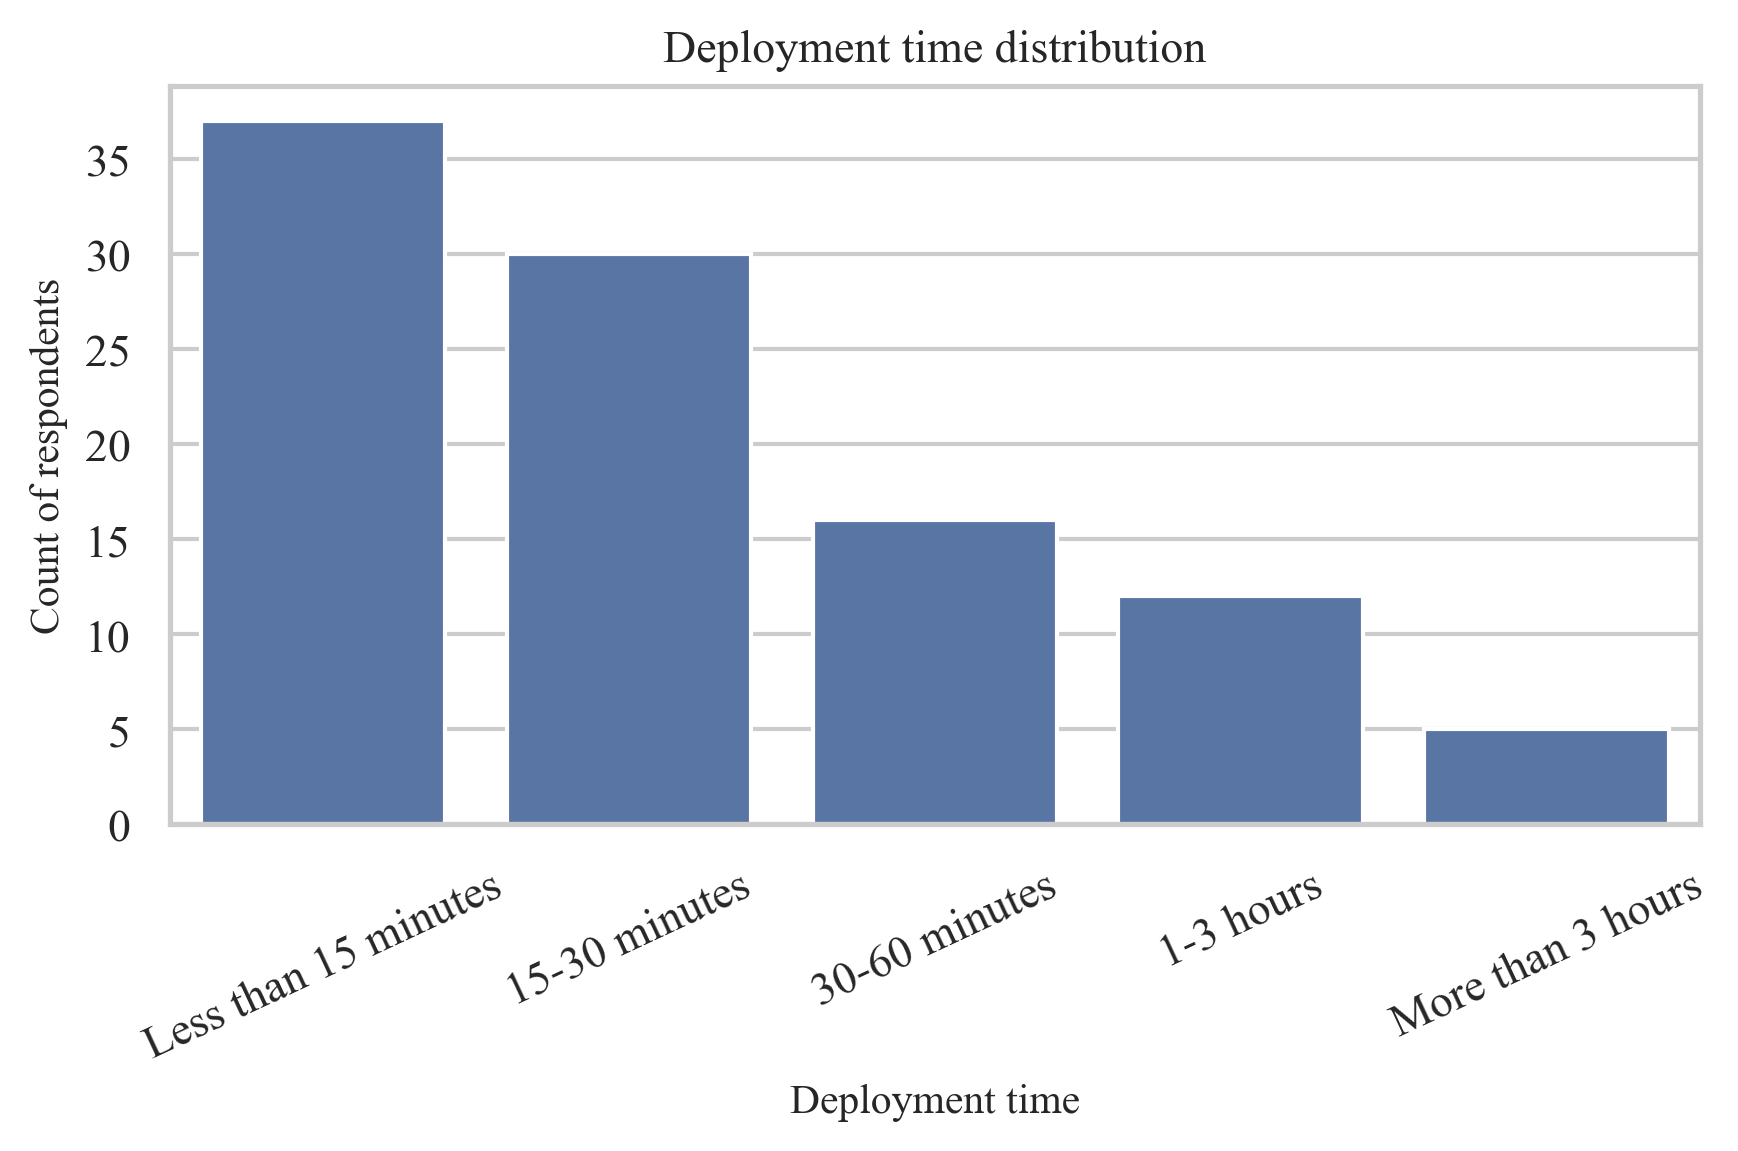 Deployment time distribution
Count of respondents
35
30
25
20
15
10
5
0
Less than 15 minutes
15-30 minutes
30-60 minutes
1-3 hours
More than 3 hours
Deployment time